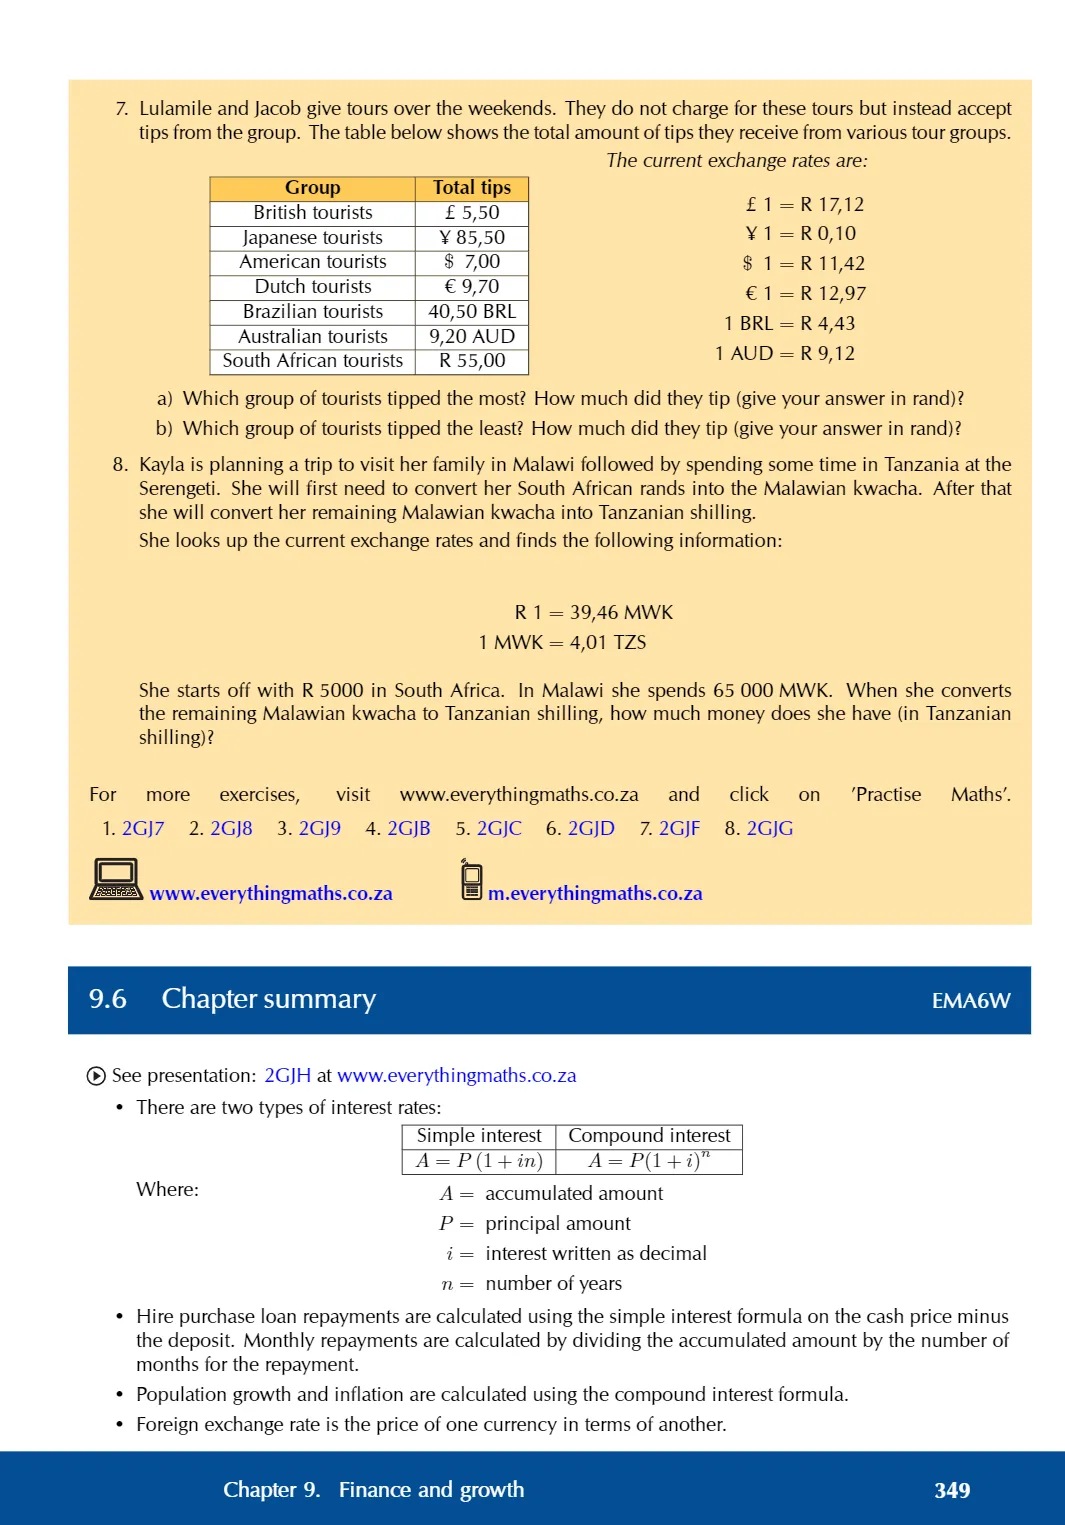 7. Lulamile and Jacob give tours over the weekends. They do not charge for these tours but instead accept
tips from the group. The table below shows the total amount of tips they receive from various tour groups.
The current exchange rates are:
Group Total tips
British tourists £ 5,50
Japanese tourists ¥ 85,50
American tourists $ 7,00
Dutch tourists € 9,70
Brazilian tourists 40,50 BRL
Australian tourists 9,20 AUD
South African tourists R 55,00
£ 1 = R 17,12
¥ 1 = R 0,10
$ 1 = R 11,42
€ 1 = R 12,97
1 BRL = R 4,43
1 AUD = R 9,12
a) Which group of tourists tipped the most? How much did they tip (give your answer in rand)?
b) Which group of tourists tipped the least? How much did they tip (give your answer in rand)?
8. Kayla is planning a trip to visit her family in Malawi followed by spending some time in Tanzania at the
Serengeti. She will first need to convert her South African rands into the Malawian kwacha. After that
she will convert her remaining Malawian kwacha into Tanzanian shilling.
She looks up the current exchange rates and finds the following information:
R 1 = 39,46 MWK
1 MWK = 4,01 TZS
She starts off with R 5000 in South Africa. In Malawi she spends 65 000 MWK. When she converts
the remaining Malawian kwacha to Tanzanian shilling, how much money does she have (in Tanzanian
shilling)?
For more exercises, visit www.everythingmaths.co.za and click on ’Practise Maths’.
1. 2GJ7 2. 2GJ8 3. 2GJ9 4. 2GJB 5. 2GJC 6. 2GJD 7. 2GJF 8. 2GJG
www.everythingmaths.co.za m.everythingmaths.co.za
9.6 Chapter summary EMA6W
See presentation: 2GJH at www.everythingmaths.co.za
• There are two types of interest rates:
Simple interest Compound interest
A = P (1 + in) A = P(1 + i)^n
Where:
A = accumulated amount
P = principal amount
i = interest written as decimal
n = number of years
• Hire purchase loan repayments are calculated using the simple interest formula on the cash price minus
the deposit. Monthly repayments are calculated by dividing the accumulated amount by the number of
months for the repayment.
• Population growth and inflation are calculated using the compound interest formula.
• Foreign exchange rate is the price of one currency in terms of another.
Chapter 9. Finance and growth 349